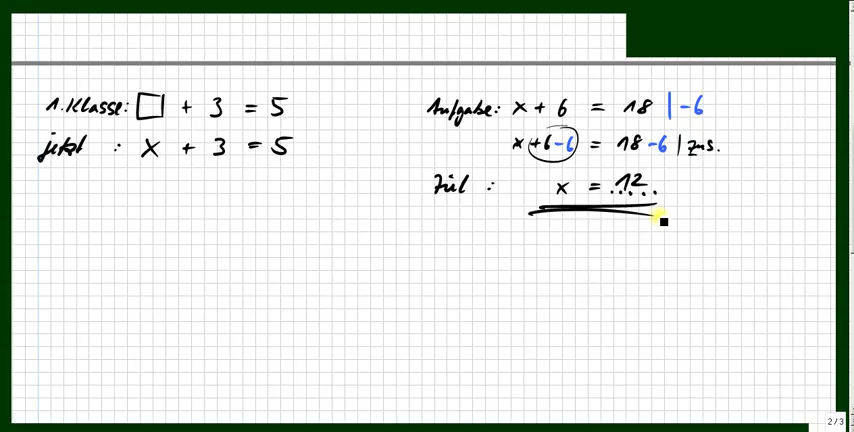 1. Klasse: □ + 3 = 5
jetzt : x + 3 = 5
Aufgabe: x + 6 = 18 | -6
x +6 -6 = 18 -6 | zus.
Ziel : x = 12
2 / 3